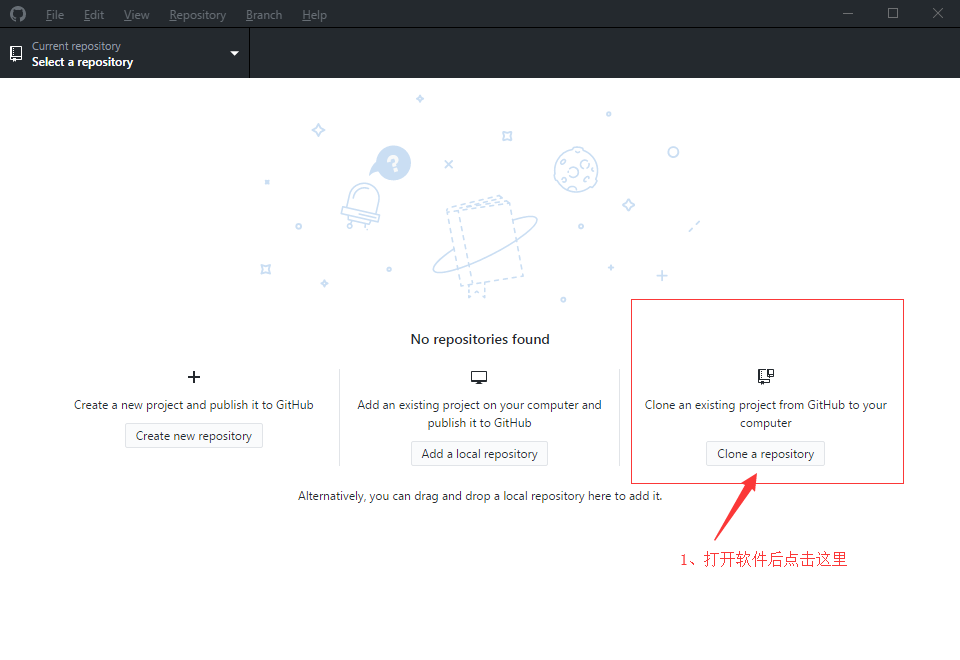 File Edit View Repository Branch Help
Current repository
Select a repository
?
No repositories found
Create a new project and publish it to GitHub
Create new repository
Add an existing project on your computer and
publish it to GitHub
Add a local repository
Clone an existing project from GitHub to your
computer
Clone a repository
Alternatively, you can drag and drop a local repository here to add it.
1、打开软件后点击这里